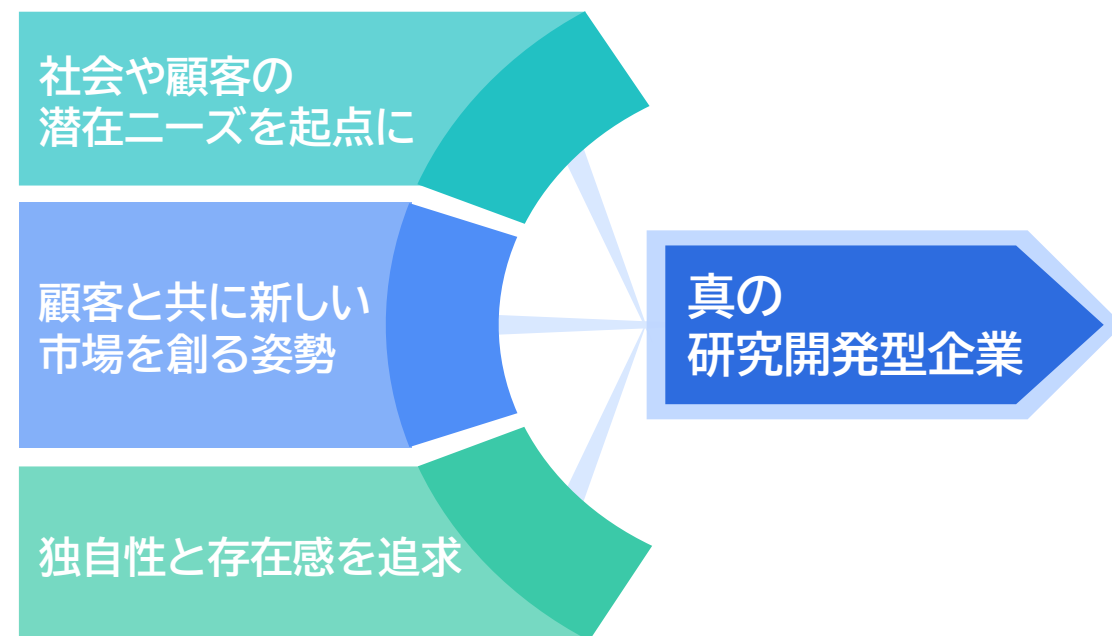 社会や顧客の
潜在ニーズを起点に
顧客と共に新しい
市場を創る姿勢
独自性と存在感を追求
真の
研究開発型企業